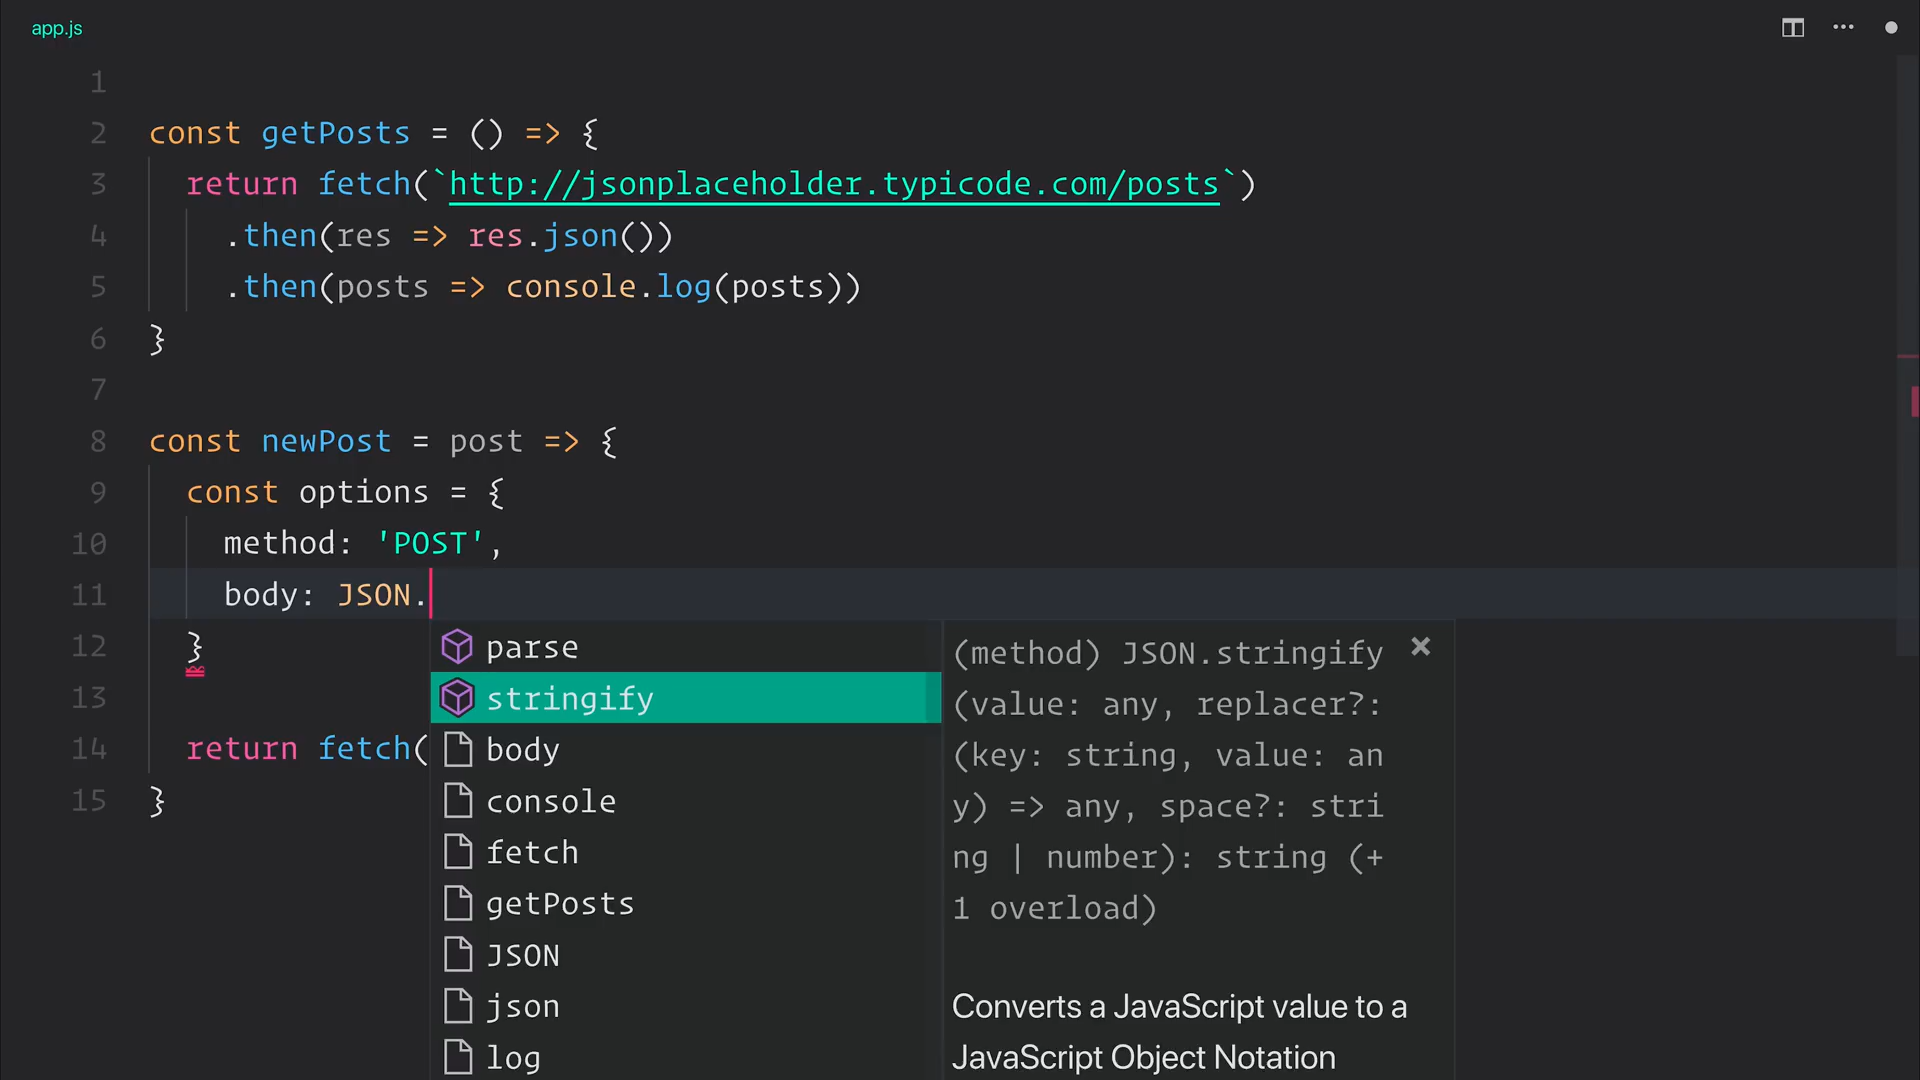 app.js
1
2 const getPosts = () => {
3 return fetch(`http://jsonplaceholder.typicode.com/posts`)
4 .then(res => res.json())
5 .then(posts => console.log(posts))
6 }
7
8 const newPost = post => {
9 const options = {
10 method: 'POST',
11 body: JSON.
12 }
13
14 return fetch(
15 }
parse
stringify
body
console
fetch
getPosts
JSON
json
log
(method) JSON.stringify
(value: any, replacer?:
(key: string, value: an
y) => any, space?: stri
ng | number): string (+
1 overload)
Converts a JavaScript value to a
JavaScript Object Notation